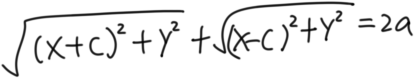 √((x+c)²+y²) + √((x-c)²+y²) = 2a